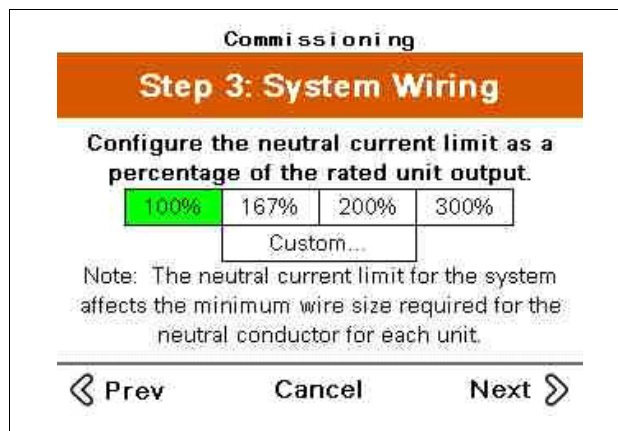 Commissioning
Step 3: System Wiring
Configure the neutral current limit as a
percentage of the rated unit output.
100% 167% 200% 300%
Custom...
Note: The neutral current limit for the system
affects the minimum wire size required for the
neutral conductor for each unit.
Prev Cancel Next